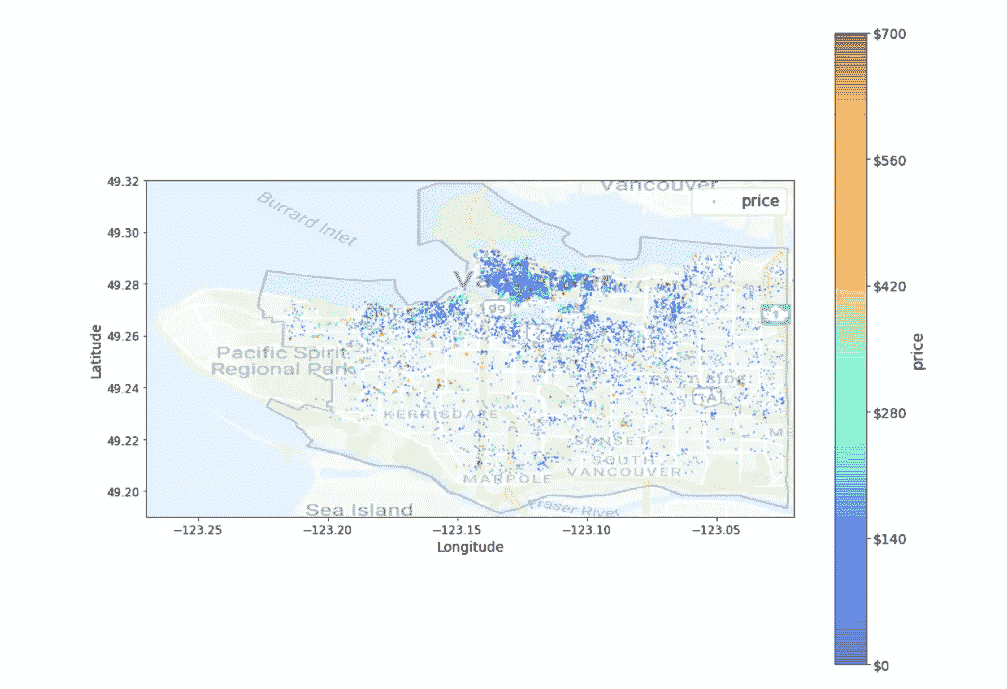 $700
$560
$420
$280
$140
$0
price
49.32
49.30
49.28
49.26
49.24
49.22
49.20
Latitude
−123.25
−123.20
−123.15
−123.10
−123.05
Longitude
Vancouver
price
Burrard Inlet
99
1
Pacific Spirit
Regional Park
EAST SIDE
1A
KERRISDALE
SUNSET
SOUTH
VANCOUVER
MARPOLE
Sea Island
Fraser River